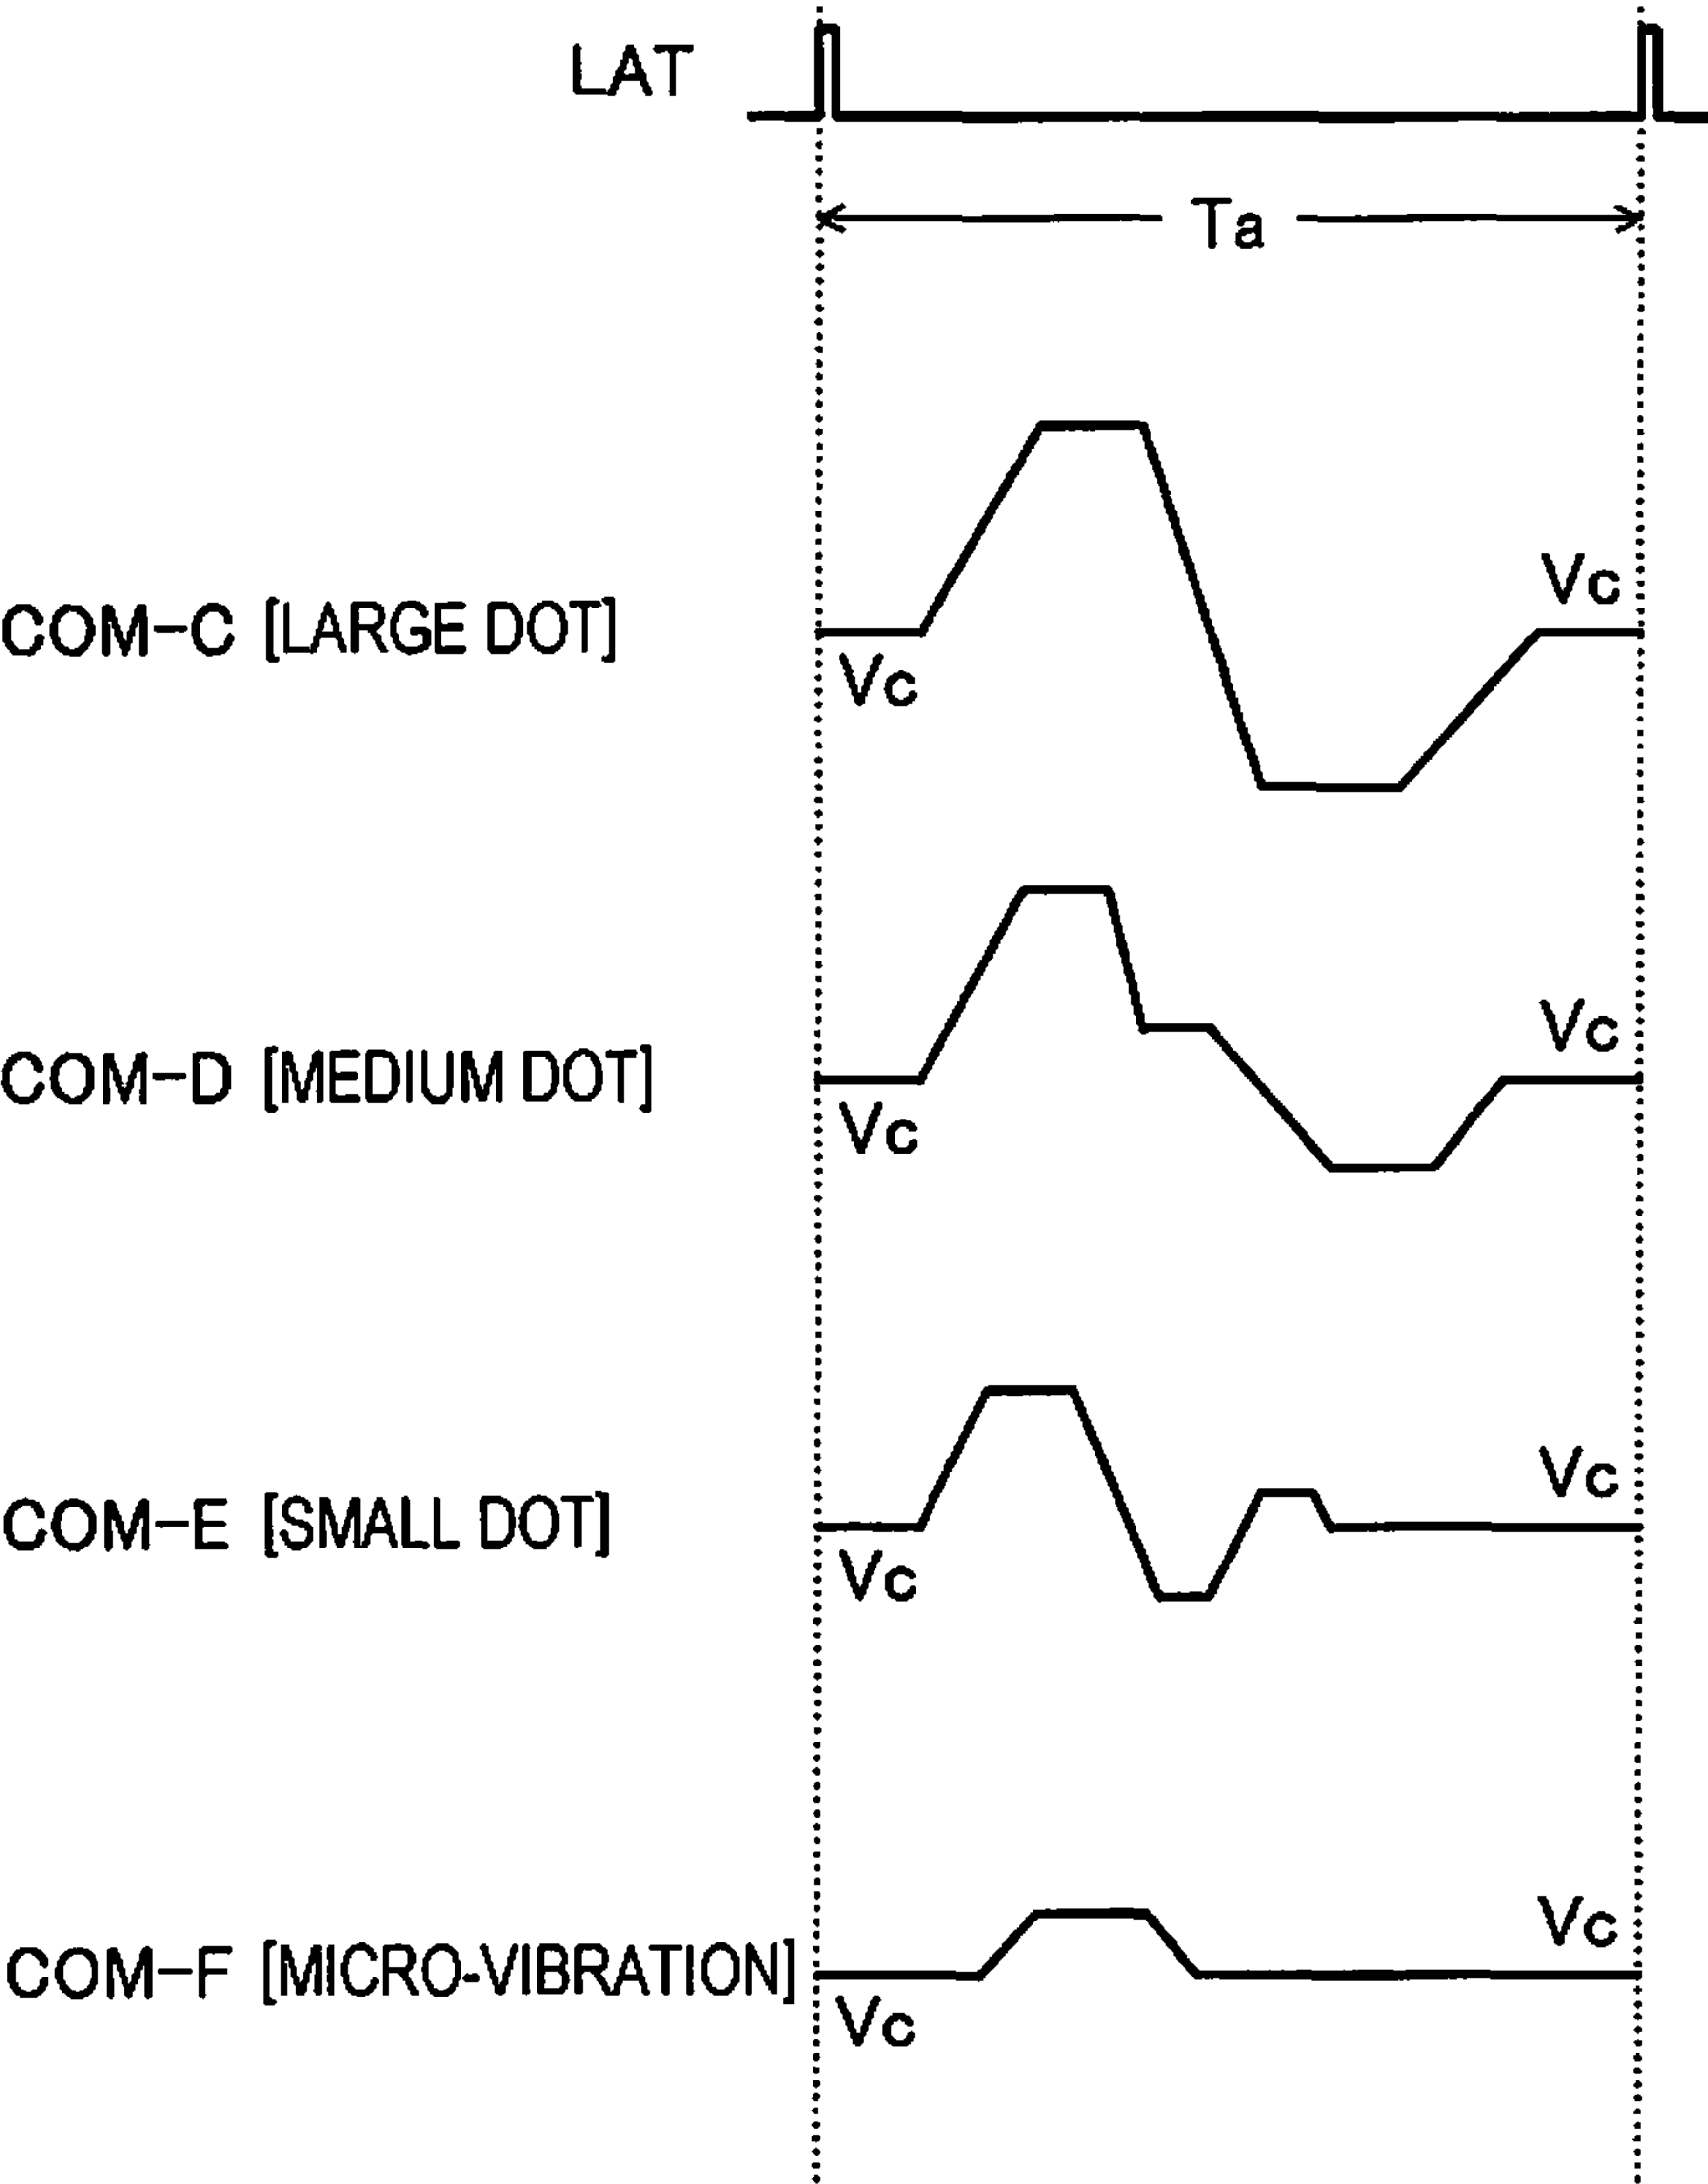 LAT
Ta
Vc
COM-C [LARGE DOT]
Vc
Vc
COM-D [MEDIUM DOT]
Vc
Vc
COM-E [SMALL DOT]
Vc
Vc
COM-F [MICRO-VIBRATION]
Vc